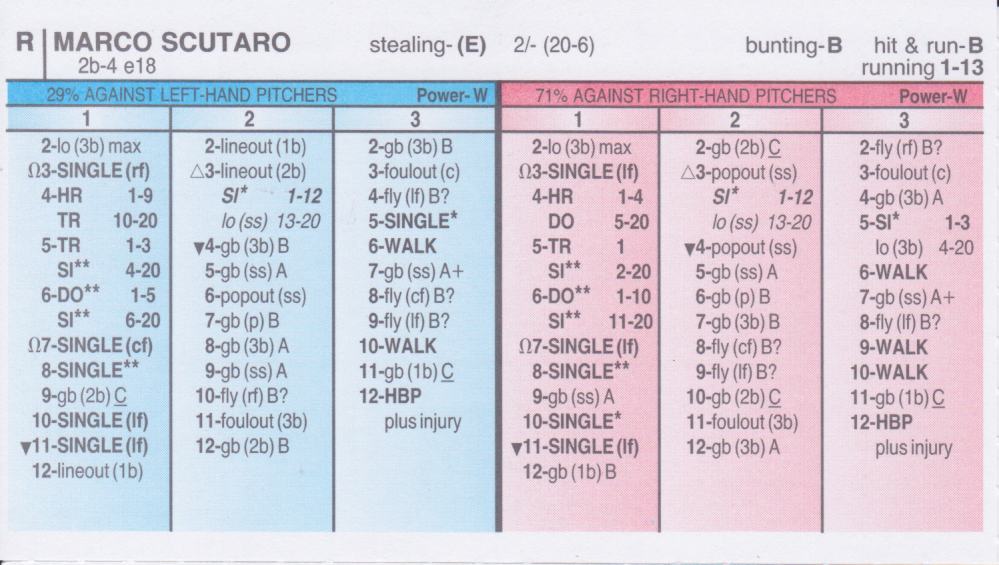 R MARCO SCUTARO stealing- (E) 2/- (20-6) bunting-B hit & run-B
2b-4 e18 running 1-13
29% AGAINST LEFT-HAND PITCHERS Power-W
1 2 3
2-lo (3b) max 2-lineout (1b) 2-gb (3b) B
Ω3-SINGLE (rf) △3-lineout (2b) 3-foulout (c)
4-HR 1-9 SI* 1-12 4-fly (lf) B?
TR 10-20 lo (ss) 13-20 5-SINGLE*
5-TR 1-3 ▼4-gb (3b) B 6-WALK
SI** 4-20 5-gb (ss) A 7-gb (ss) A+
6-DO** 1-5 6-popout (ss) 8-fly (cf) B?
SI** 6-20 7-gb (p) B 9-fly (lf) B?
Ω7-SINGLE (cf) 8-gb (3b) A 10-WALK
8-SINGLE** 9-gb (ss) A 11-gb (1b) C
9-gb (2b) C 10-fly (rf) B? 12-HBP
10-SINGLE (lf) 11-foulout (3b) plus injury
▼11-SINGLE (lf) 12-gb (2b) B
12-lineout (1b)
71% AGAINST RIGHT-HAND PITCHERS Power-W
1 2 3
2-lo (3b) max 2-gb (2b) C 2-fly (rf) B?
Ω3-SINGLE (lf) △3-popout (ss) 3-foulout (c)
4-HR 1-4 SI* 1-12 4-gb (3b) A
DO 5-20 lo (ss) 13-20 5-SI* 1-3
5-TR 1 ▼4-popout (ss) lo (3b) 4-20
SI** 2-20 5-gb (ss) A 6-WALK
6-DO** 1-10 6-gb (p) B 7-gb (ss) A+
SI** 11-20 7-gb (3b) B 8-fly (lf) B?
Ω7-SINGLE (lf) 8-fly (cf) B? 9-WALK
8-SINGLE** 9-fly (lf) B? 10-WALK
9-gb (ss) A 10-gb (2b) C 11-gb (1b) C
10-SINGLE* 11-foulout (3b) 12-HBP
▼11-SINGLE (lf) 12-gb (3b) A plus injury
12-gb (1b) B